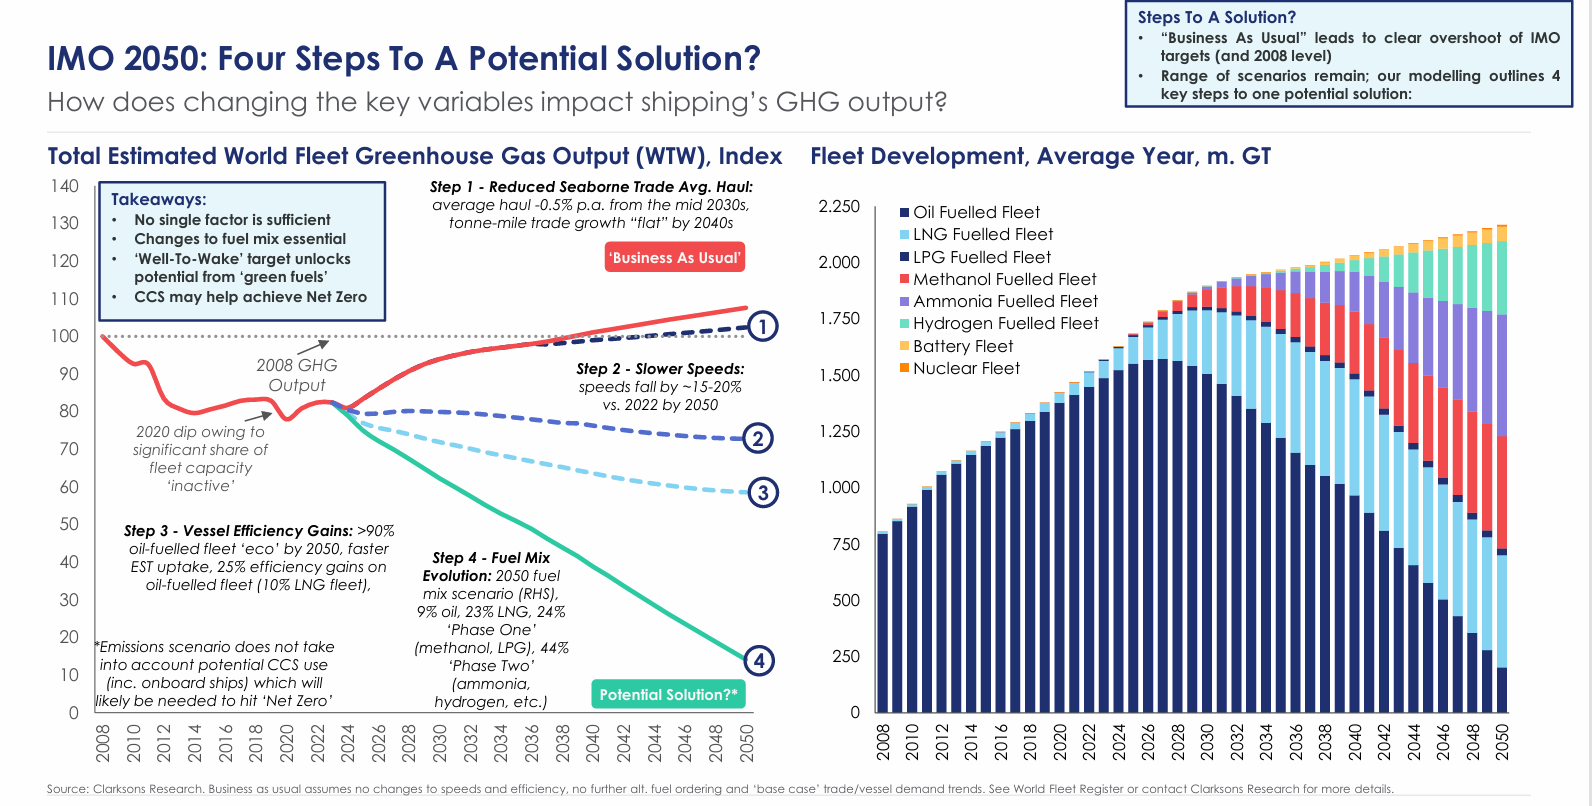 Steps To A Solution?
• “Business As Usual” leads to clear overshoot of IMO
targets (and 2008 level)
• Range of scenarios remain; our modelling outlines 4
key steps to one potential solution:
IMO 2050: Four Steps To A Potential Solution?
How does changing the key variables impact shipping’s GHG output?
Total Estimated World Fleet Greenhouse Gas Output (WTW), Index
140
130
120
110
100
90
80
70
60
50
40
30
20
10
0
Takeaways:
• No single factor is sufficient
• Changes to fuel mix essential
• ‘Well-To-Wake’ target unlocks
potential from ‘green fuels’
• CCS may help achieve Net Zero
Step 1 - Reduced Seaborne Trade Avg. Haul:
average haul -0.5% p.a. from the mid 2030s,
tonne-mile trade growth “flat” by 2040s
‘Business As Usual’
1
2008 GHG
Output
Step 2 - Slower Speeds:
speeds fall by ~15-20%
vs. 2022 by 2050
2020 dip owing to
significant share of
fleet capacity
‘inactive’
2
3
Step 3 - Vessel Efficiency Gains: >90%
oil-fuelled fleet ‘eco’ by 2050, faster
EST uptake, 25% efficiency gains on
oil-fuelled fleet (10% LNG fleet),
Step 4 - Fuel Mix
Evolution: 2050 fuel
mix scenario (RHS),
9% oil, 23% LNG, 24%
‘Phase One’
(methanol, LPG), 44%
‘Phase Two’
(ammonia,
hydrogen, etc.)
4
*Emissions scenario does not take
into account potential CCS use
(inc. onboard ships) which will
likely be needed to hit ‘Net Zero’
Potential Solution?*
2008 2010 2012 2014 2016 2018 2020 2022 2024 2026 2028 2030 2032 2034 2036 2038 2040 2042 2044 2046 2048 2050
Fleet Development, Average Year, m. GT
2.250
2.000
1.750
1.500
1.250
1.000
750
500
250
0
Oil Fuelled Fleet
LNG Fuelled Fleet
LPG Fuelled Fleet
Methanol Fuelled Fleet
Ammonia Fuelled Fleet
Hydrogen Fuelled Fleet
Battery Fleet
Nuclear Fleet
2008 2010 2012 2014 2016 2018 2020 2022 2024 2026 2028 2030 2032 2034 2036 2038 2040 2042 2044 2046 2048 2050
Source: Clarksons Research. Business as usual assumes no changes to speeds and efficiency, no further alt. fuel ordering and ‘base case’ trade/vessel demand trends. See World Fleet Register or contact Clarksons Research for more details.